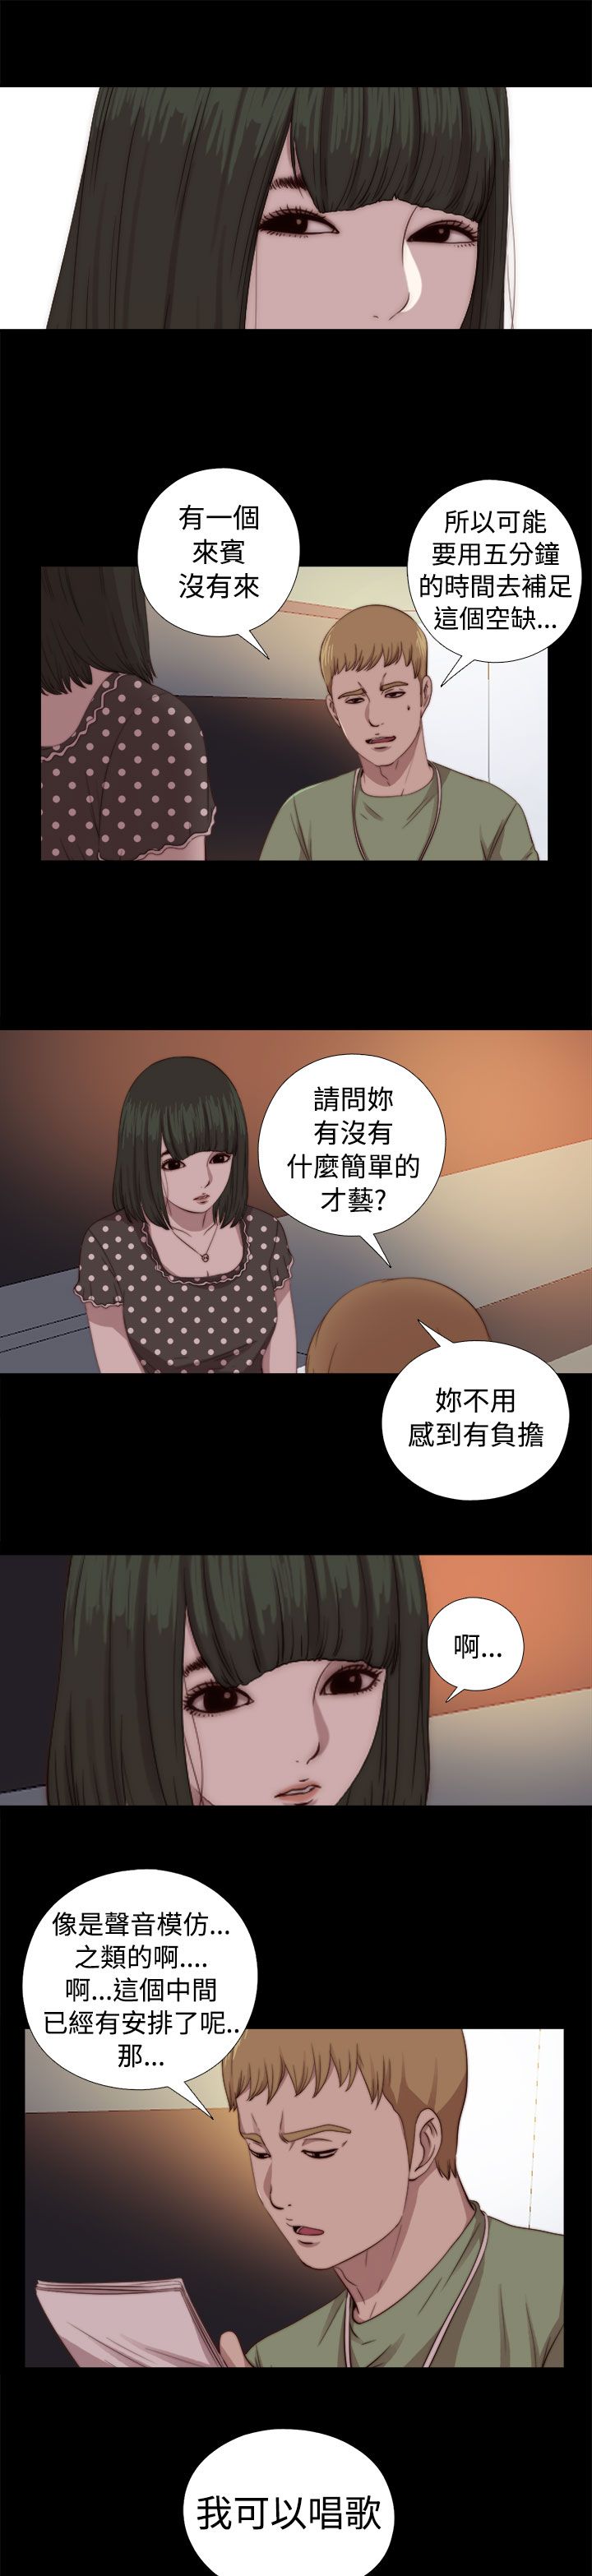 有一個
來賓
沒有來
所以可能
要用五分鐘
的時間去補足
這個空缺...
請問妳
有沒有
什麼簡單的
才藝?
妳不用
感到有負擔
啊...
像是聲音模仿...
之類的啊....
啊...這個中間
已經有安排了呢..
那...
我可以唱歌